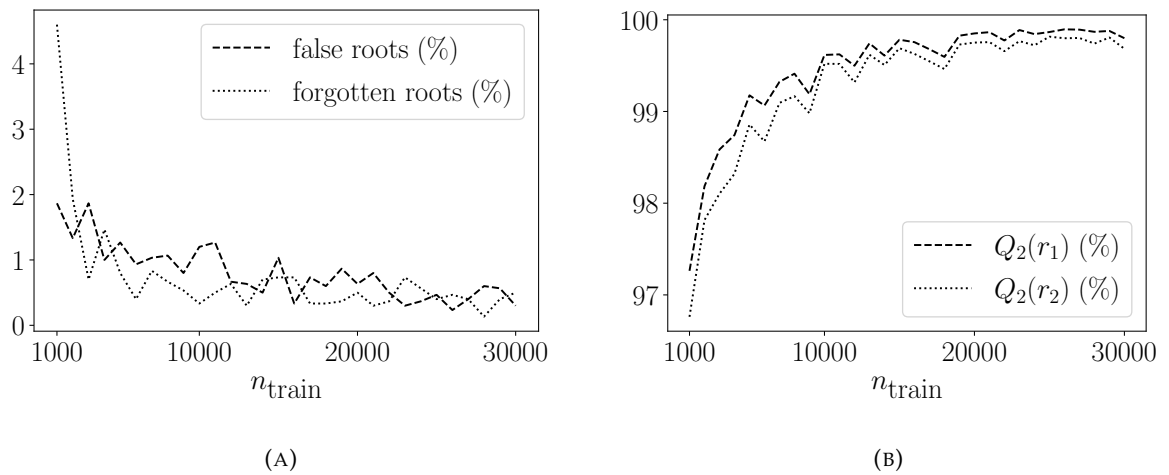 4
3
2
1
0
false roots (%)
forgotten roots (%)
1000 10000 20000 30000
n_train
(A)
100
99
98
97
Q_2(r_1) (%)
Q_2(r_2) (%)
1000 10000 20000 30000
n_train
(B)